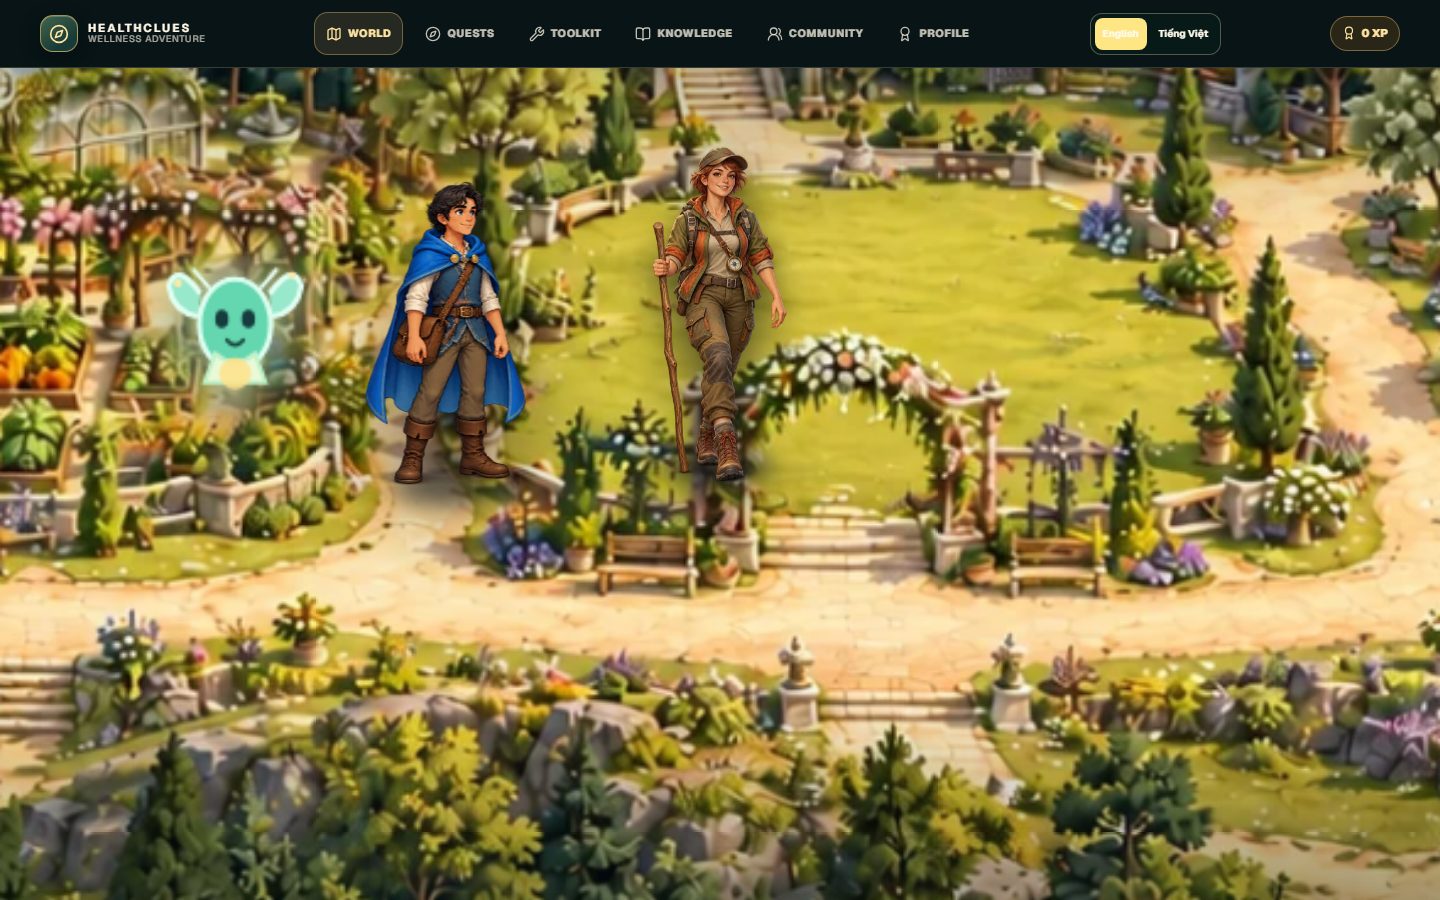 HEALTHCLUES
WELLNESS ADVENTURE
WORLD
QUESTS
TOOLKIT
KNOWLEDGE
COMMUNITY
PROFILE
English
Tiếng Việt
0 XP